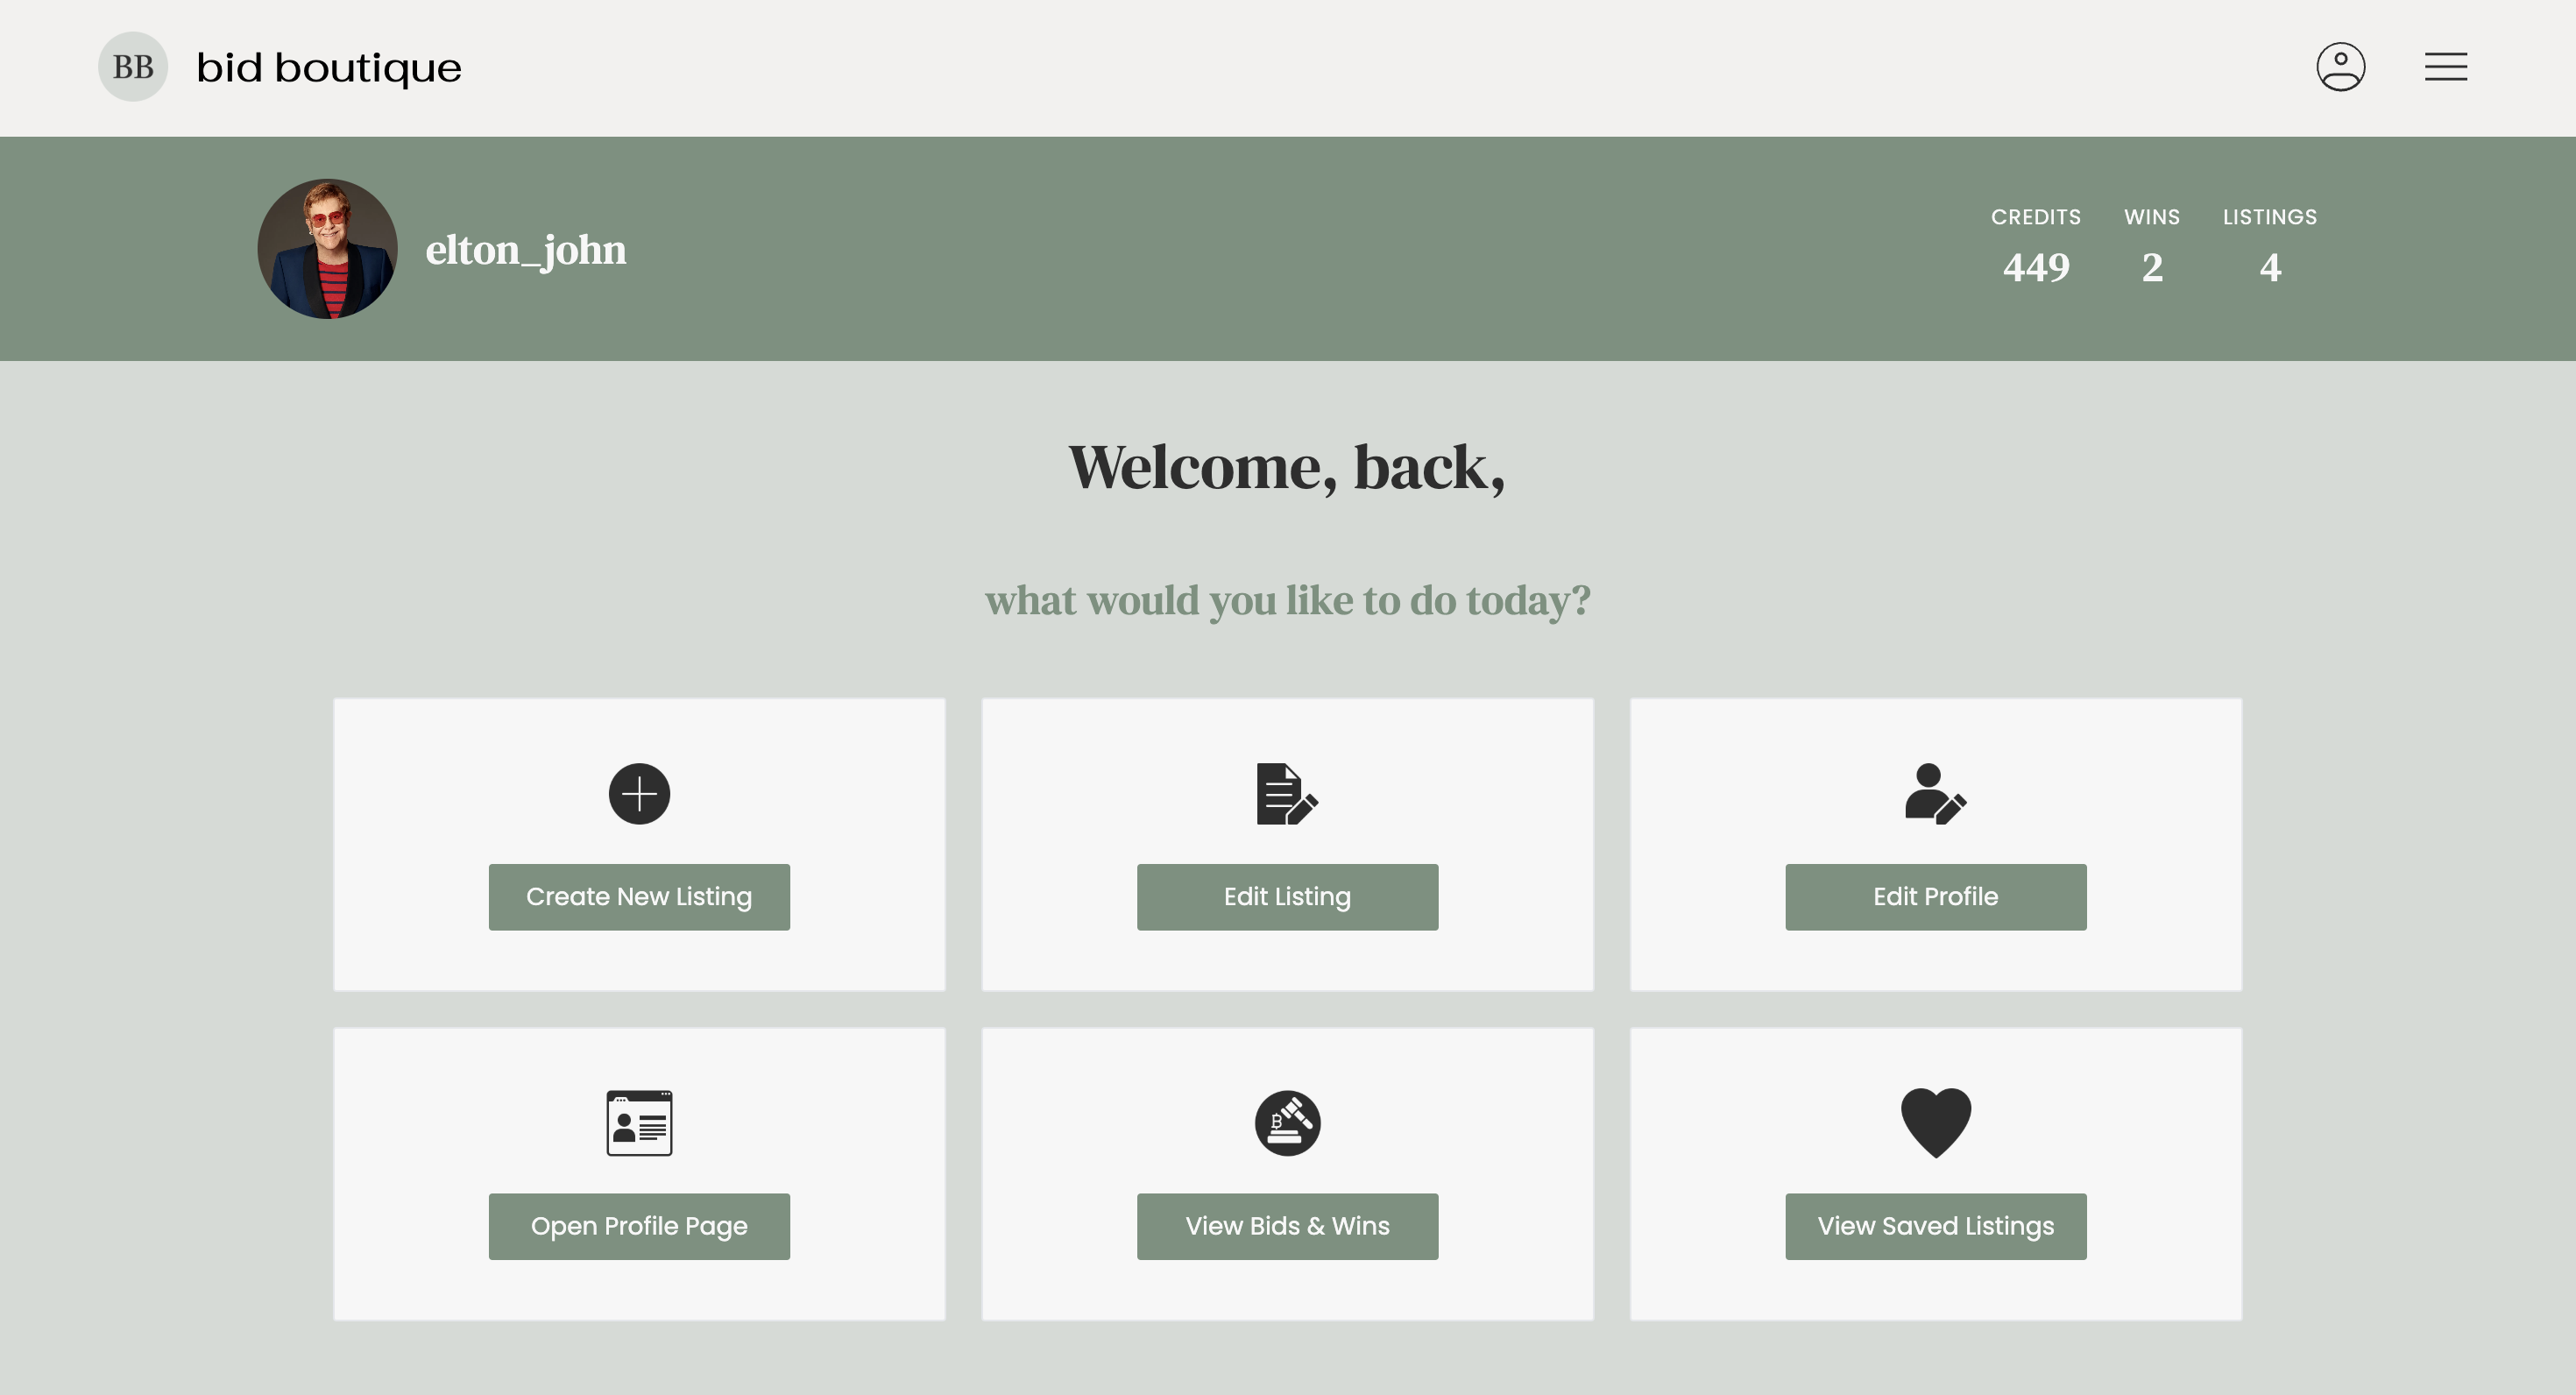 BB
bid boutique
elton_john
CREDITS WINS LISTINGS
449 2 4
Welcome, back,
what would you like to do today?
Create New Listing
Edit Listing
Edit Profile
Open Profile Page
View Bids & Wins
View Saved Listings